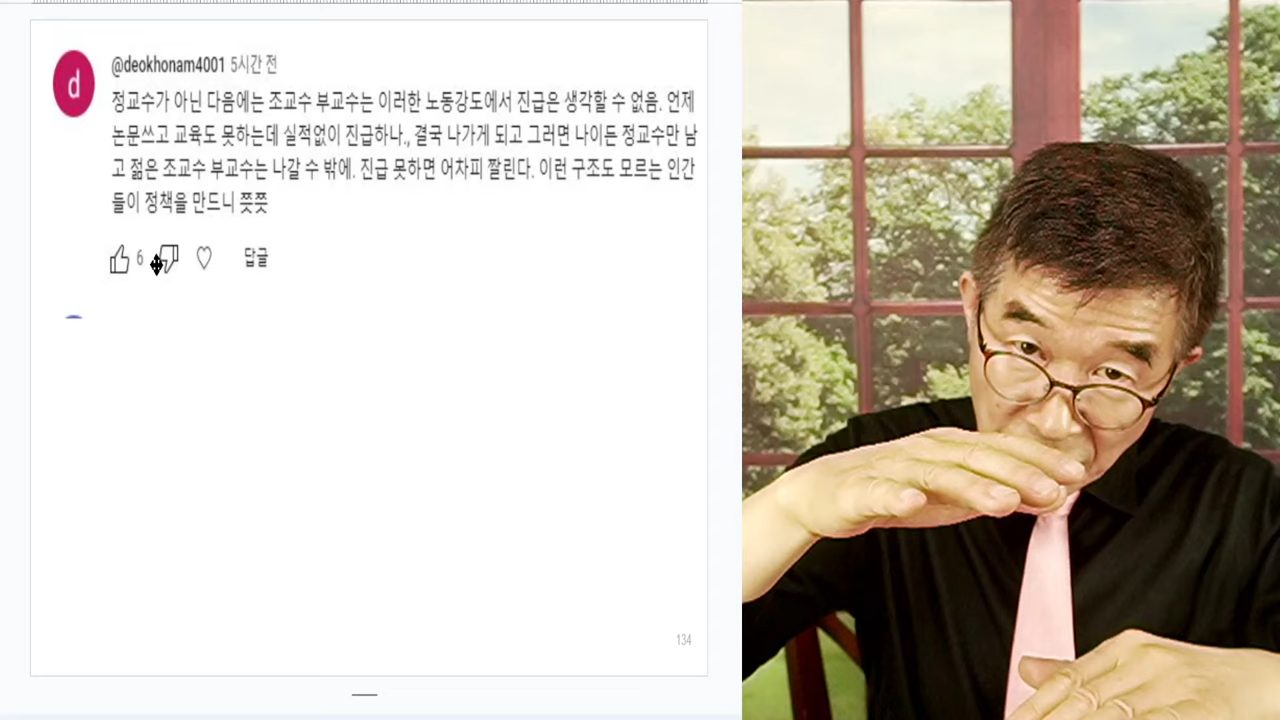 d
@deokhonam4001 5시간 전
정교수가 아닌 다음에는 조교수 부교수는 이러한 노동강도에서 진급은 생각할 수 없음. 언제
논문쓰고 교육도 못하는데 실적없이 진급하나., 결국 나가게 되고 그러면 나이든 정교수만 남
고 젊은 조교수 부교수는 나갈 수 밖에. 진급 못하면 어차피 짤린다. 이런 구조도 모르는 인간
들이 정책을 만드니 쯧쯧
6 답글
134